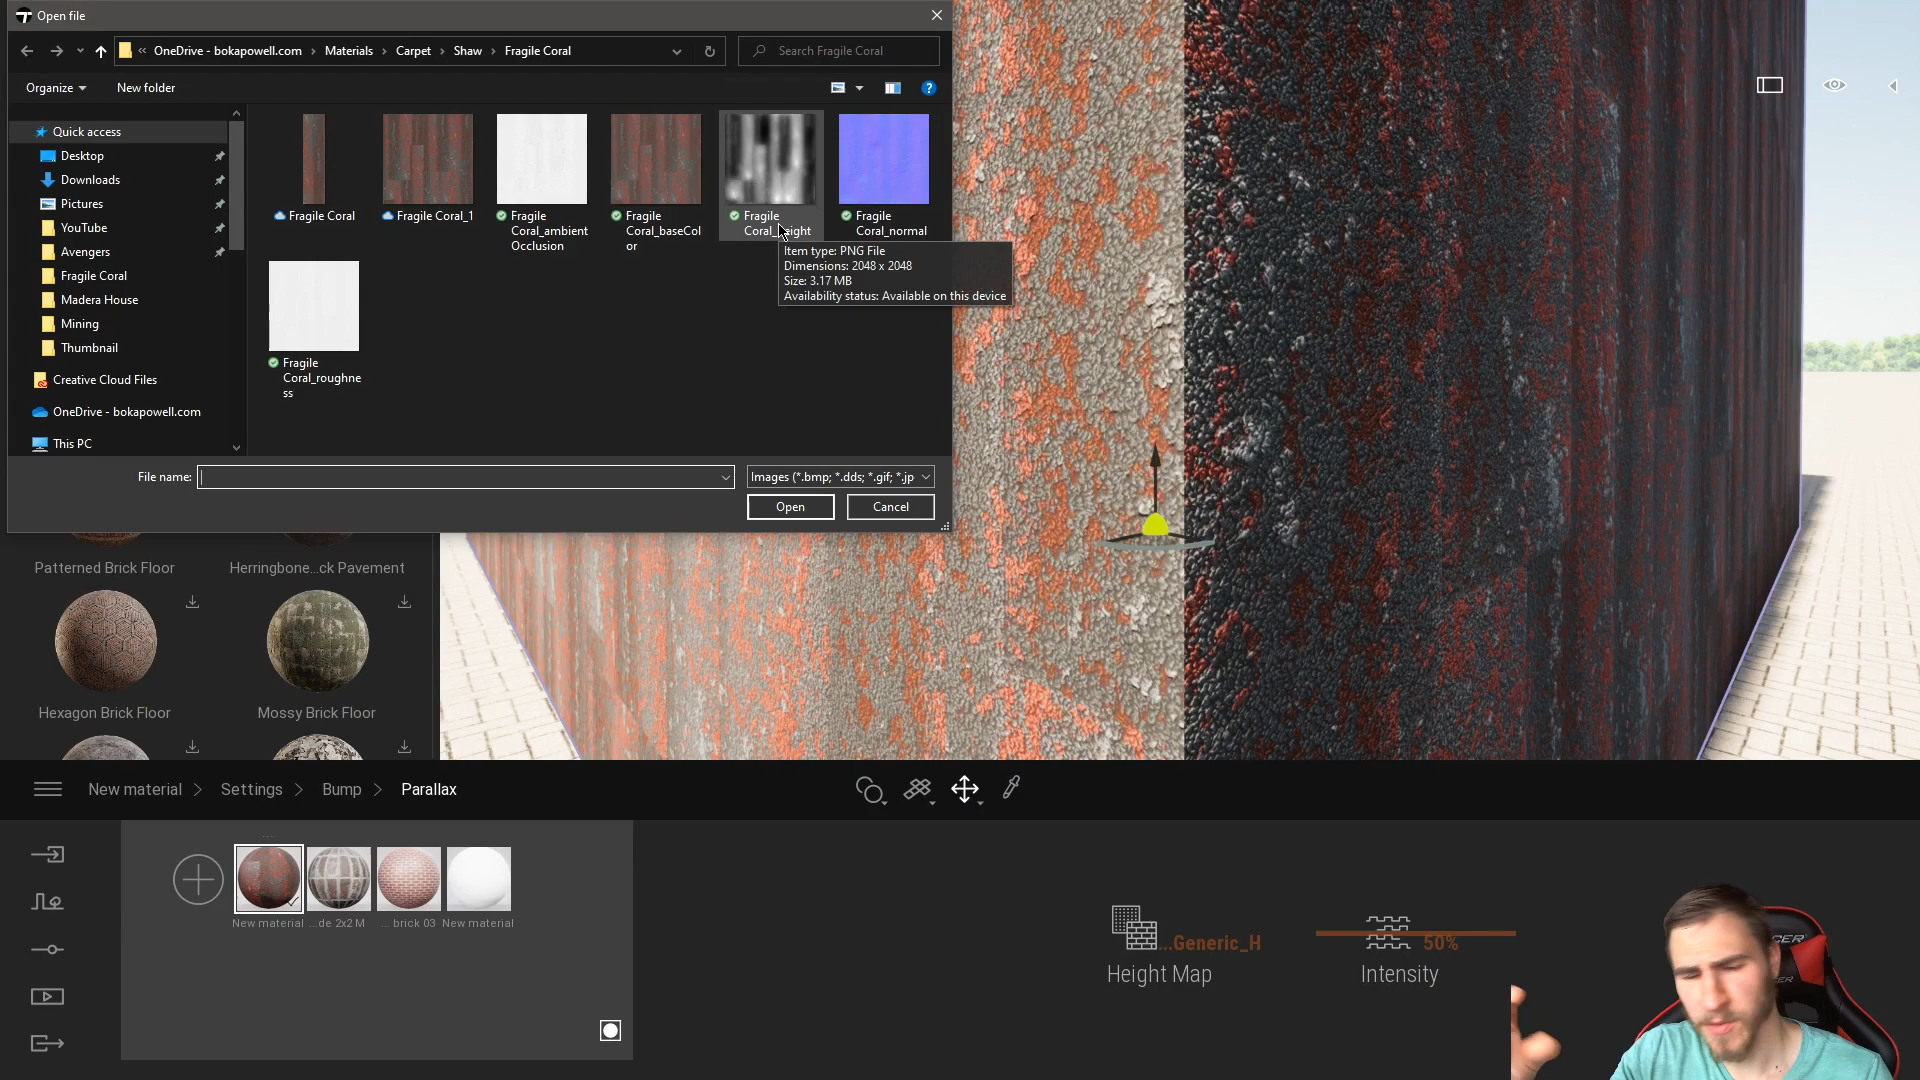 Open file
« OneDrive - bokapowell.com > Materials > Carpet > Shaw > Fragile Coral
Search Fragile Coral
Organize
New folder
Quick access
Desktop
Downloads
Pictures
YouTube
Avengers
Fragile Coral
Madera House
Mining
Thumbnail
Creative Cloud Files
OneDrive - bokapowell.com
This PC
Fragile Coral
Fragile Coral_1
Fragile
Coral_ambient
Occlusion
Fragile
Coral_baseCol
or
Fragile
Fragile
Coral_normal
Item type: PNG File
Dimensions: 2048 x 2048
Size: 3.17 MB
Availability status: Available on this device
Fragile
Coral_roughne
ss
File name:
Images (*.bmp; *.dds; *.gif; *.jp
Open
Cancel
Patterned Brick Floor
Herringbone...ck Pavement
Hexagon Brick Floor
Mossy Brick Floor
New material > Settings > Bump > Parallax
New material
...de 2x2 M
... brick 03
New material
...Generic_H
Height Map
50%
Intensity
CER